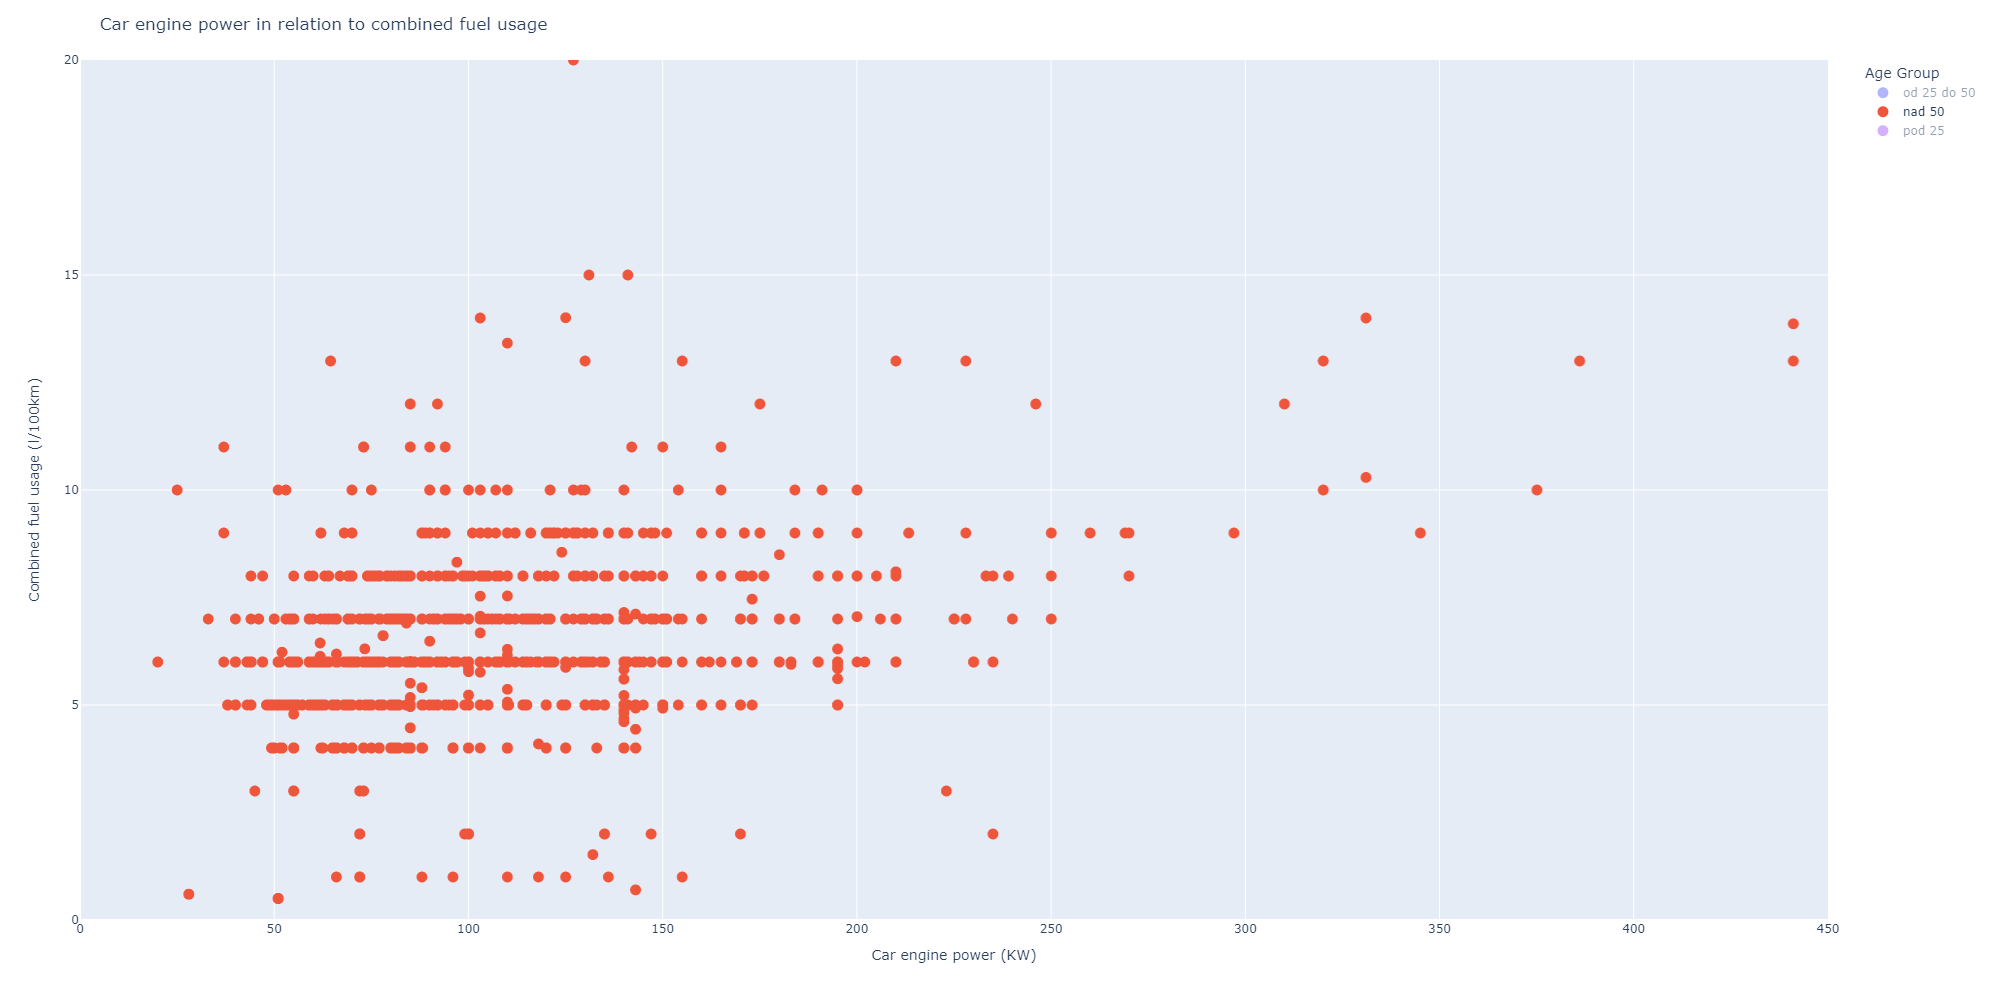 Car engine power in relation to combined fuel usage
Age Group
od 25 do 50
nad 50
pod 25
Combined fuel usage (l/100km)
20
15
10
5
0
0
50
100
150
200
250
300
350
400
450
Car engine power (KW)